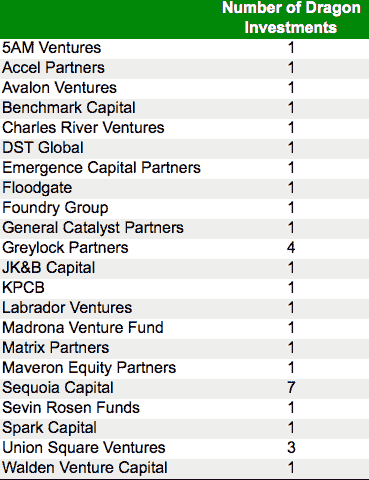 Number of Dragon
Investments
5AM Ventures 1
Accel Partners 1
Avalon Ventures 1
Benchmark Capital 1
Charles River Ventures 1
DST Global 1
Emergence Capital Partners 1
Floodgate 1
Foundry Group 1
General Catalyst Partners 1
Greylock Partners 4
JK&B Capital 1
KPCB 1
Labrador Ventures 1
Madrona Venture Fund 1
Matrix Partners 1
Maveron Equity Partners 1
Sequoia Capital 7
Sevin Rosen Funds 1
Spark Capital 1
Union Square Ventures 3
Walden Venture Capital 1